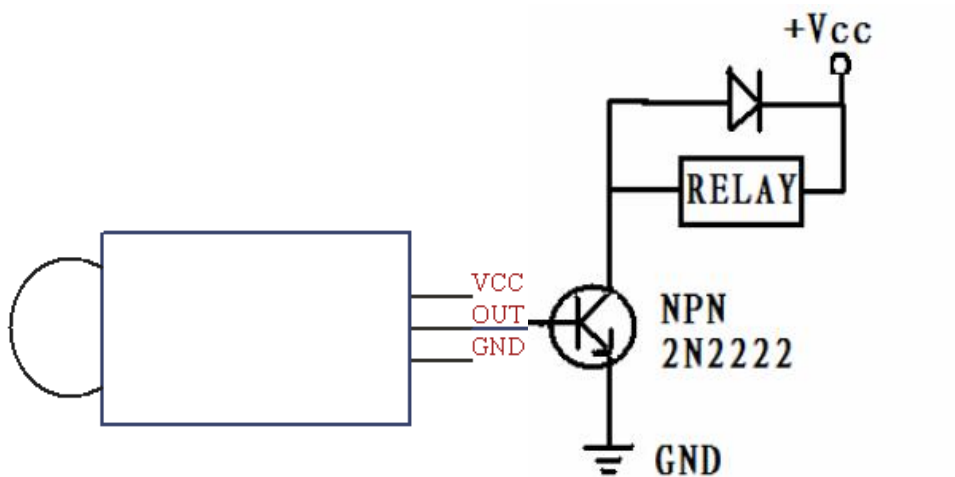 +Vcc
RELAY
VCC
OUT
GND
NPN
2N2222
GND